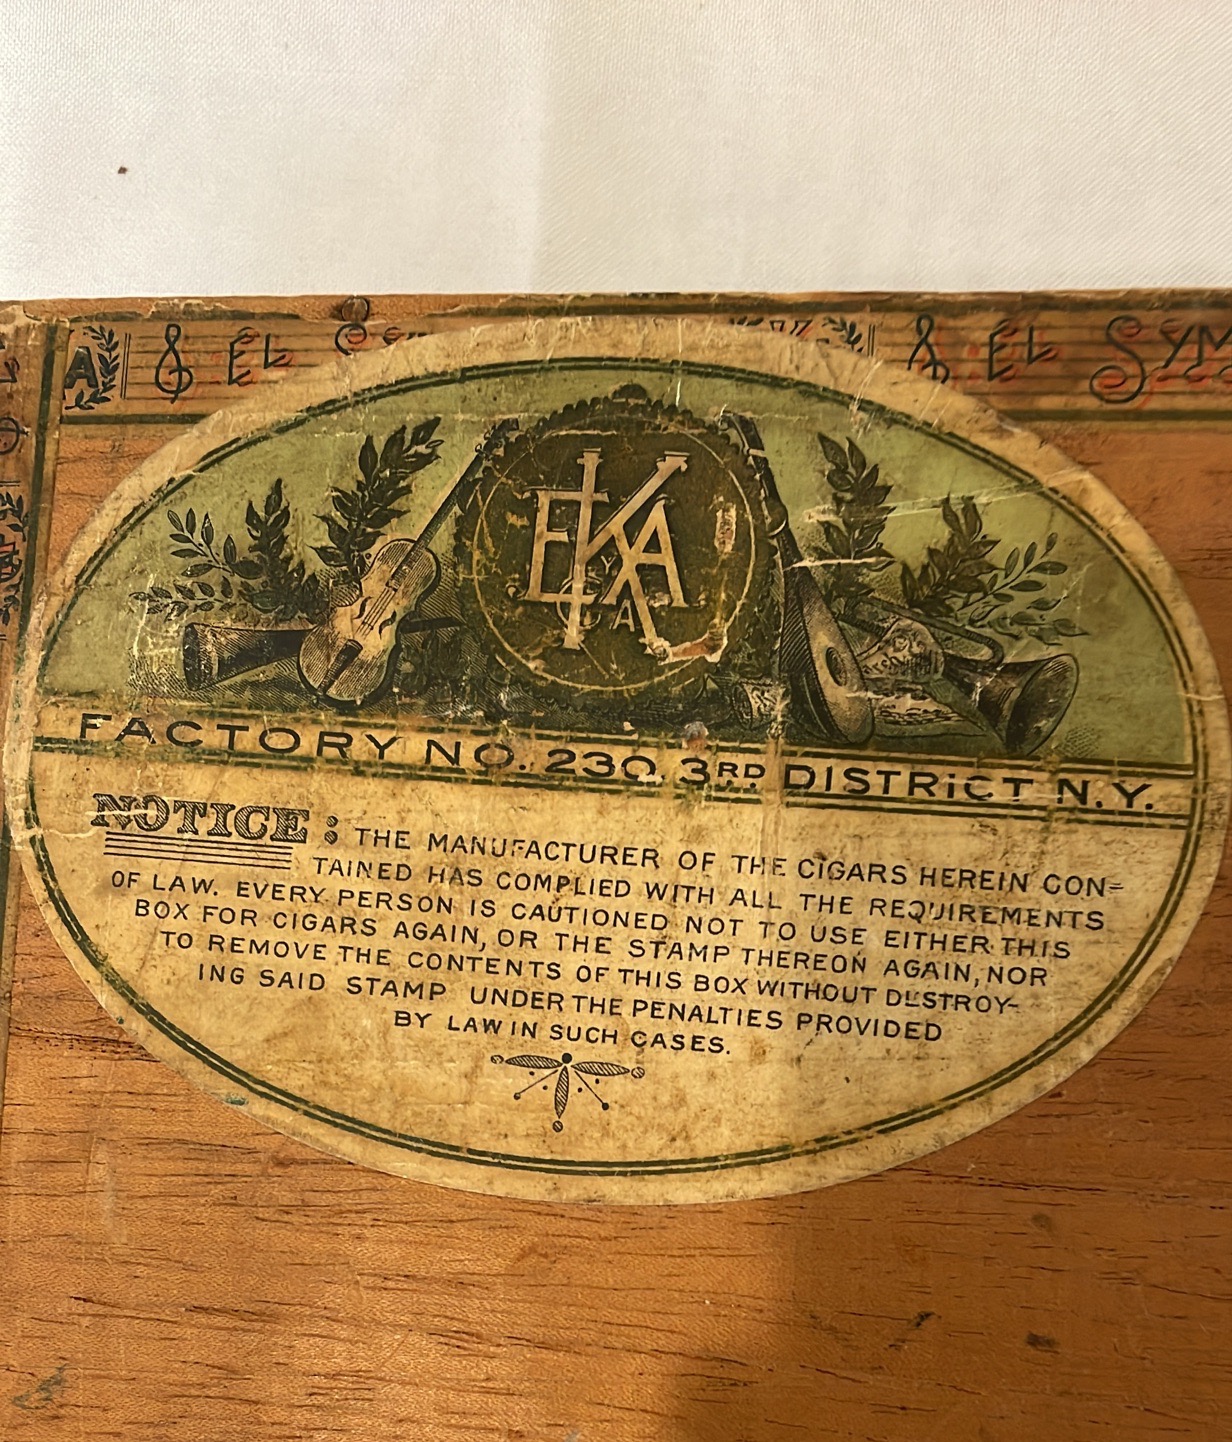 & EL
& EL SYM
EKA
FACTORY NO. 230. 3RD DISTRICT N.Y.
NOTICE: THE MANUFACTURER OF THE CIGARS HEREIN CON=
TAINED HAS COMPLIED WITH ALL THE REQUIREMENTS
OF LAW. EVERY PERSON IS CAUTIONED NOT TO USE EITHER THIS
BOX FOR CIGARS AGAIN, OR THE STAMP THEREON AGAIN, NOR
TO REMOVE THE CONTENTS OF THIS BOX WITHOUT DESTROY-
ING SAID STAMP UNDER THE PENALTIES PROVIDED
BY LAW IN SUCH CASES.